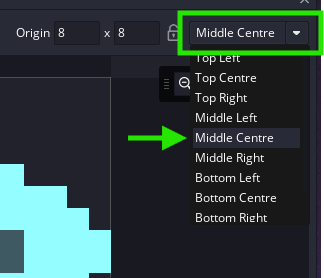 Origin 8 x 8 Middle Centre
Top Left
Top Centre
Top Right
Middle Left
Middle Centre
Middle Right
Bottom Left
Bottom Centre
Bottom Right